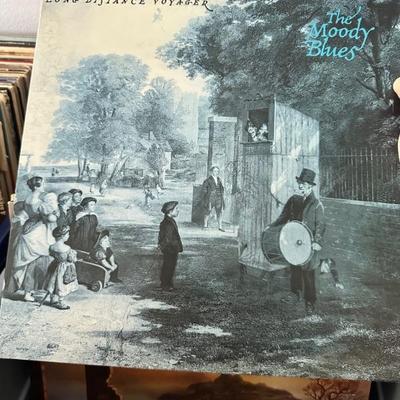 LONG DISTANCE VOYAGER
The
Moody
Blues